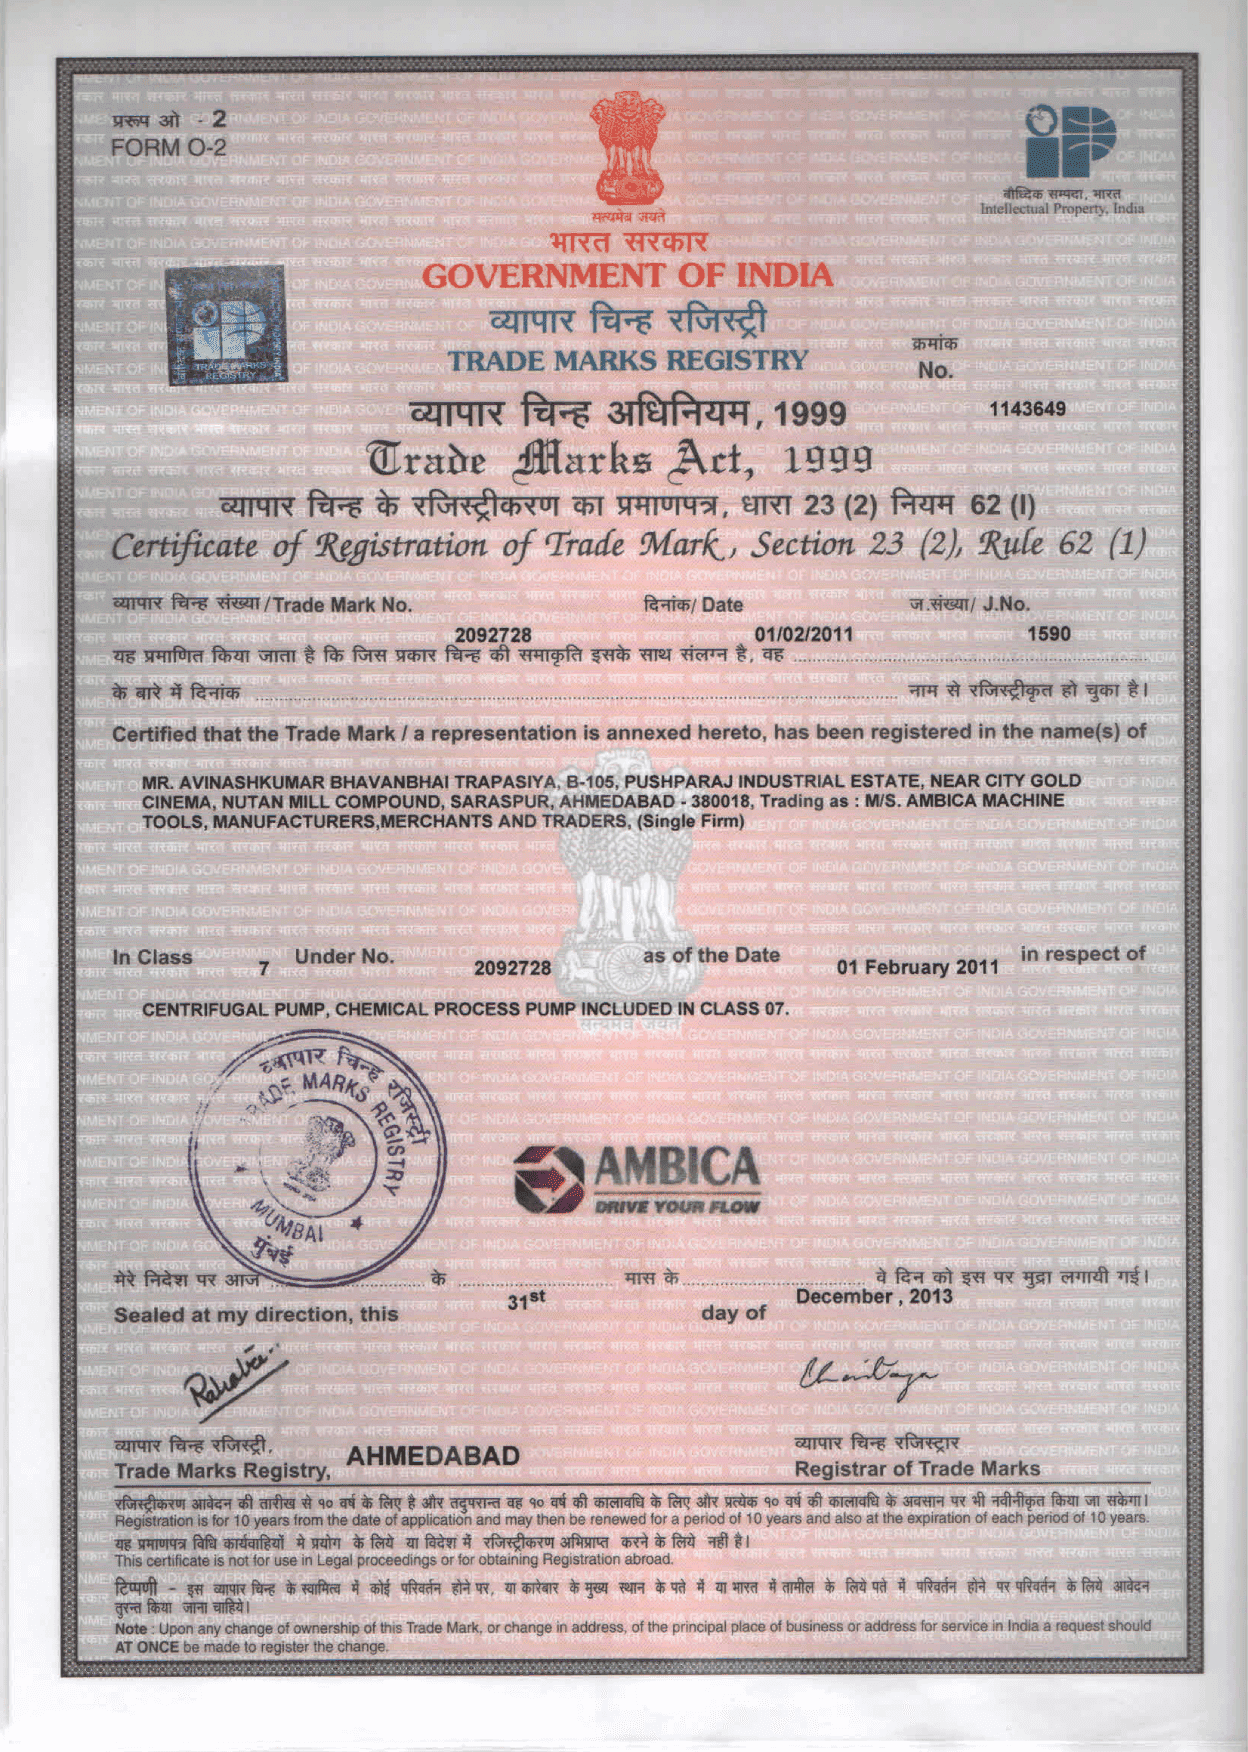 प्ररूप ओ - 2
FORM O-2
बौध्दिक सम्पदा, भारत
Intellectual Property, India
सत्यमेव जयते
भारत सरकार
GOVERNMENT OF INDIA
व्यापार चिन्ह रजिस्ट्री
TRADE MARKS REGISTRY
TRADE MARKS
REGISTRY
क्रमांक
No.
1143649
व्यापार चिन्ह अधिनियम, 1999
Trade Marks Act, 1999
व्यापार चिन्ह के रजिस्ट्रीकरण का प्रमाणपत्र, धारा 23 (2) नियम 62 (I)
Certificate of Registration of Trade Mark, Section 23 (2), Rule 62 (1)
व्यापार चिन्ह संख्या/Trade Mark No. दिनांक/ Date ज.संख्या/ J.No.
2092728 01/02/2011 1590
यह प्रमाणित किया जाता है कि जिस प्रकार चिन्ह की समाकृति इसके साथ संलग्न है, वह
के बारे में दिनांक नाम से रजिस्ट्रीकृत हो चुका है।
Certified that the Trade Mark / a representation is annexed hereto, has been registered in the name(s) of
MR. AVINASHKUMAR BHAVANBHAI TRAPASIYA, B-105, PUSHPARAJ INDUSTRIAL ESTATE, NEAR CITY GOLD
CINEMA, NUTAN MILL COMPOUND, SARASPUR, AHMEDABAD - 380018, Trading as : M/S. AMBICA MACHINE
TOOLS, MANUFACTURERS,MERCHANTS AND TRADERS, (Single Firm)
In Class 7 Under No. 2092728 as of the Date 01 February 2011 in respect of
CENTRIFUGAL PUMP, CHEMICAL PROCESS PUMP INCLUDED IN CLASS 07.
सत्यमेव जयते
व्यापार चिन्ह रजिस्ट्री
TRADE MARKS REGISTRY
MUMBAI
मुंबई
AMBICA
DRIVE YOUR FLOW
मेरे निदेश पर आज के मास के वे दिन को इस पर मुद्रा लगायी गई।
Sealed at my direction, this 31st day of December , 2013
व्यापार चिन्ह रजिस्ट्री,
Trade Marks Registry, AHMEDABAD
व्यापार चिन्ह रजिस्ट्रार
Registrar of Trade Marks
रजिस्ट्रीकरण आवेदन की तारीख से १० वर्ष के लिए है और तदुपरान्त वह १० वर्ष की कालावधि के लिए और प्रत्येक १० वर्ष की कालावधि के अवसान पर भी नवीनीकृत किया जा सकेगा।
Registration is for 10 years from the date of application and may then be renewed for a period of 10 years and also at the expiration of each period of 10 years.
यह प्रमाणपत्र विधि कार्यवाहियों मे प्रयोग के लिये या विदेश में रजिस्ट्रीकरण अभिप्राप्त करने के लिये नहीं है।
This certificate is not for use in Legal proceedings or for obtaining Registration abroad.
टिप्पणी - इस व्यापार चिन्ह के स्वामित्व में कोई परिवर्तन होने पर, या कारबार के मुख्य स्थान के पते में या भारत में तामील के लिये पते में परिवर्तन होने पर परिवर्तन के लिये आवेदन
तुरन्त किया जाना चाहिये।
Note : Upon any change of ownership of this Trade Mark, or change in address, of the principal place of business or address for service in India a request should
AT ONCE be made to register the change.